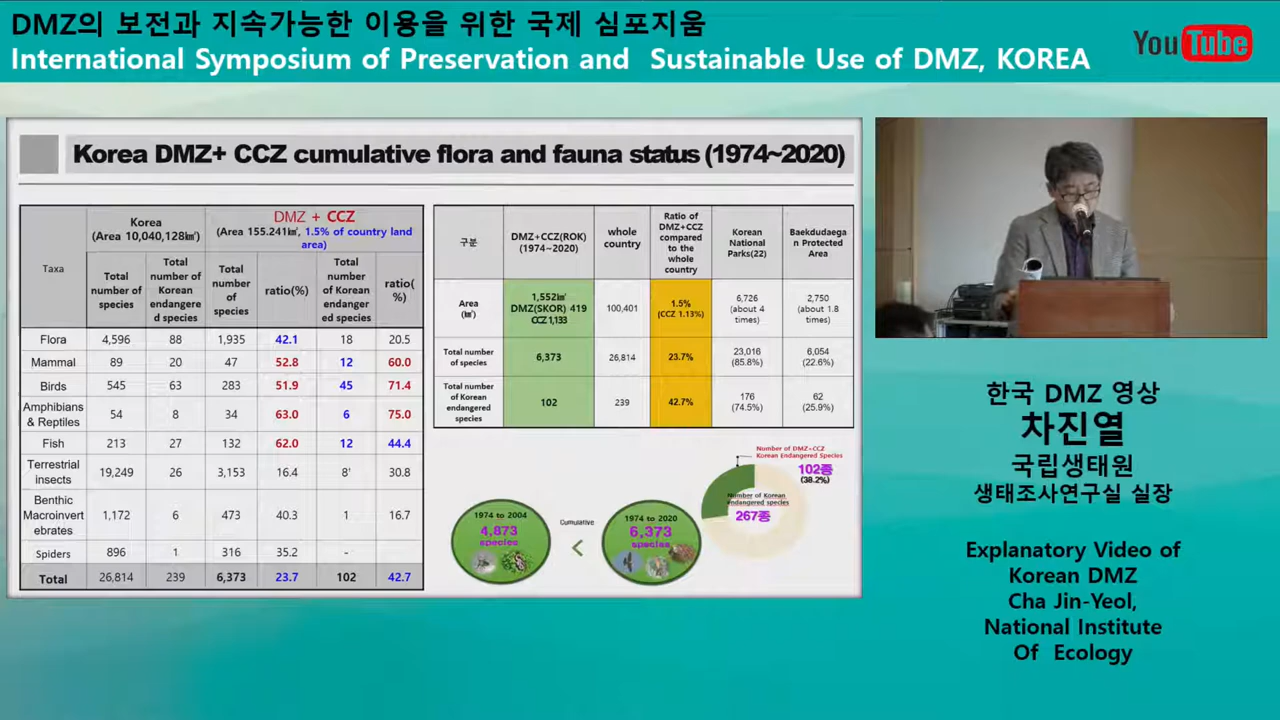 DMZ의 보전과 지속가능한 이용을 위한 국제 심포지움
International Symposium of Preservation and Sustainable Use of DMZ, KOREA
YouTube
Korea DMZ+ CCZ cumulative flora and fauna status (1974~2020)
Taxa
Korea
(Area 10,040,128㎢)
DMZ + CCZ
(Area 155.241㎢, 1.5% of country land
area)
Total
number of
species
Total
number of
Korean
endangere
d species
Total
number
of
species
ratio(%)
Total
number
of Korean
endanger
ed species
ratio(
%)
Flora 4,596 88 1,935 42.1 18 20.5
Mammal 89 20 47 52.8 12 60.0
Birds 545 63 283 51.9 45 71.4
Amphibians
& Reptiles 54 8 34 63.0 6 75.0
Fish 213 27 132 62.0 12 44.4
Terrestrial
insects 19,249 26 3,153 16.4 8' 30.8
Benthic
Macroinvert
ebrates 1,172 6 473 40.3 1 16.7
Spiders 896 1 316 35.2 -
Total 26,814 239 6,373 23.7 102 42.7
구분
DMZ+CCZ(ROK)
(1974~2020)
whole
country
Ratio of
DMZ+CCZ
compared
to the
whole
country
Korean
National
Parks(22)
Baekdudaega
n Protected
Area
Area
(㎢)
1,552㎢
DMZ(SKOR) 419
CCZ 1,133
100,401
1.5%
(CCZ 1.13%)
6,726
(about 4
times)
2,750
(about 1.8
times)
Total number
of species
6,373
26,814
23.7%
23,016
(85.8%)
6,054
(22.6%)
Total number
of Korean
endangered
species
102
239
42.7%
176
(74.5%)
62
(25.9%)
Number of DMZ+CCZ
Korean Endangered Species
102종
(38.2%)
Number of Korean
endangered species
267종
1974 to 2004
4,873
species
Cumulative
<
1974 to 2020
6,373
species
한국 DMZ 영상
차진열
국립생태원
생태조사연구실 실장
Explanatory Video of
Korean DMZ
Cha Jin-Yeol,
National Institute
Of Ecology